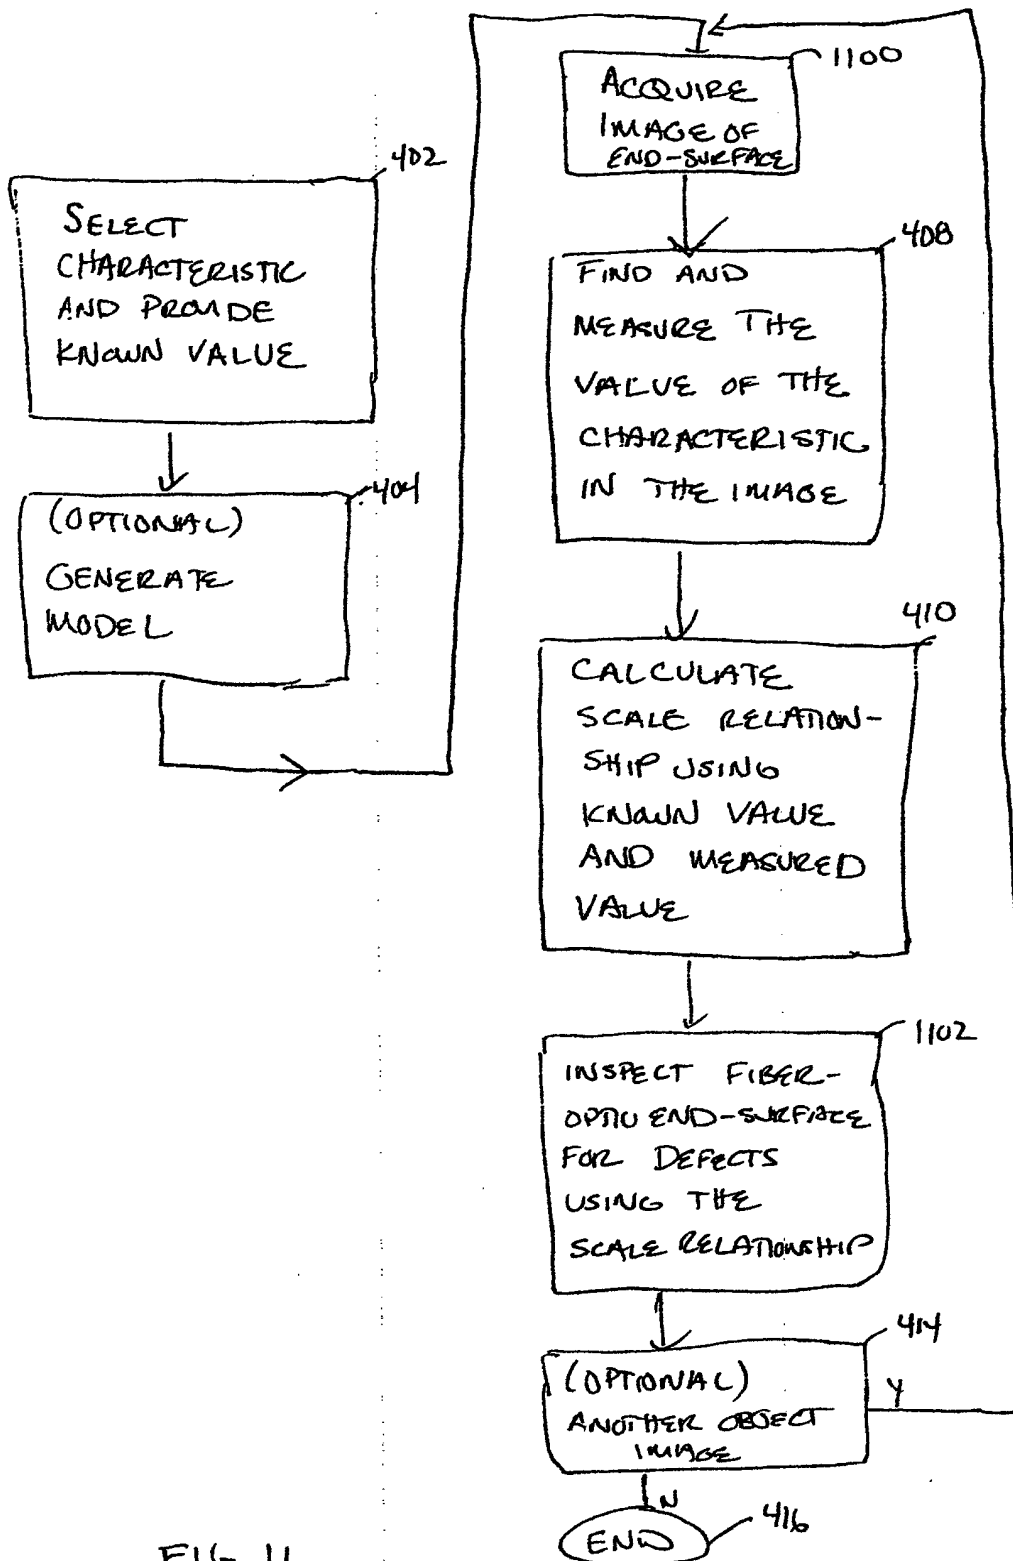 402
SELECT
CHARACTERISTIC
AND PROVIDE
KNOWN VALUE
404
(OPTIONAL)
GENERATE
MODEL
1100
ACQUIRE
IMAGE OF
END-SURFACE
408
FIND AND
MEASURE THE
VALUE OF THE
CHARACTERISTIC
IN THE IMAGE
410
CALCULATE
SCALE RELATION-
SHIP USING
KNOWN VALUE
AND MEASURED
VALUE
1102
INSPECT FIBER-
OPTIC END-SURFACE
FOR DEFECTS
USING THE
SCALE RELATIONSHIP
414
(OPTIONAL)
ANOTHER OBJECT
IMAGE
Y
N
END
416
FIG. 11